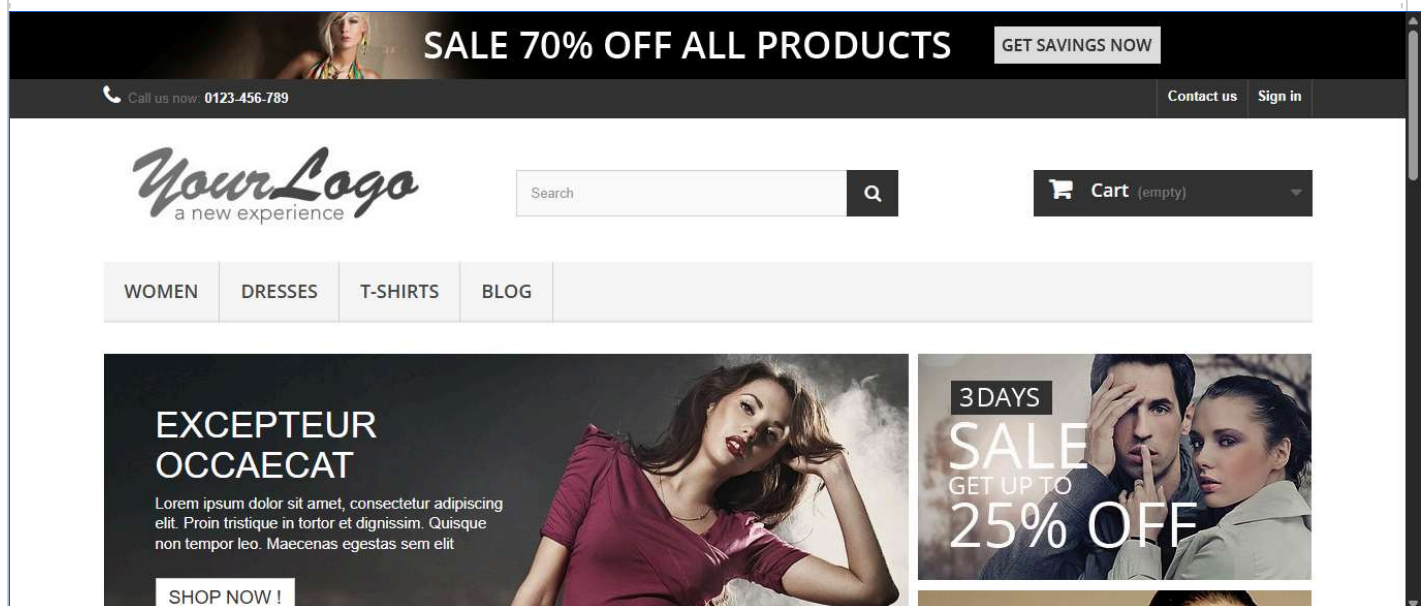 SALE 70% OFF ALL PRODUCTS GET SAVINGS NOW
Call us now: 0123-456-789 Contact us Sign in
YourLogo
a new experience
Search
Cart (empty)
WOMEN DRESSES T-SHIRTS BLOG
EXCEPTEUR
OCCAECAT
Lorem ipsum dolor sit amet, consectetur adipiscing
elit. Proin tristique in tortor et dignissim. Quisque
non tempor leo. Maecenas egestas sem elit
SHOP NOW !
3 DAYS
SALE
GET UP TO
25% OFF